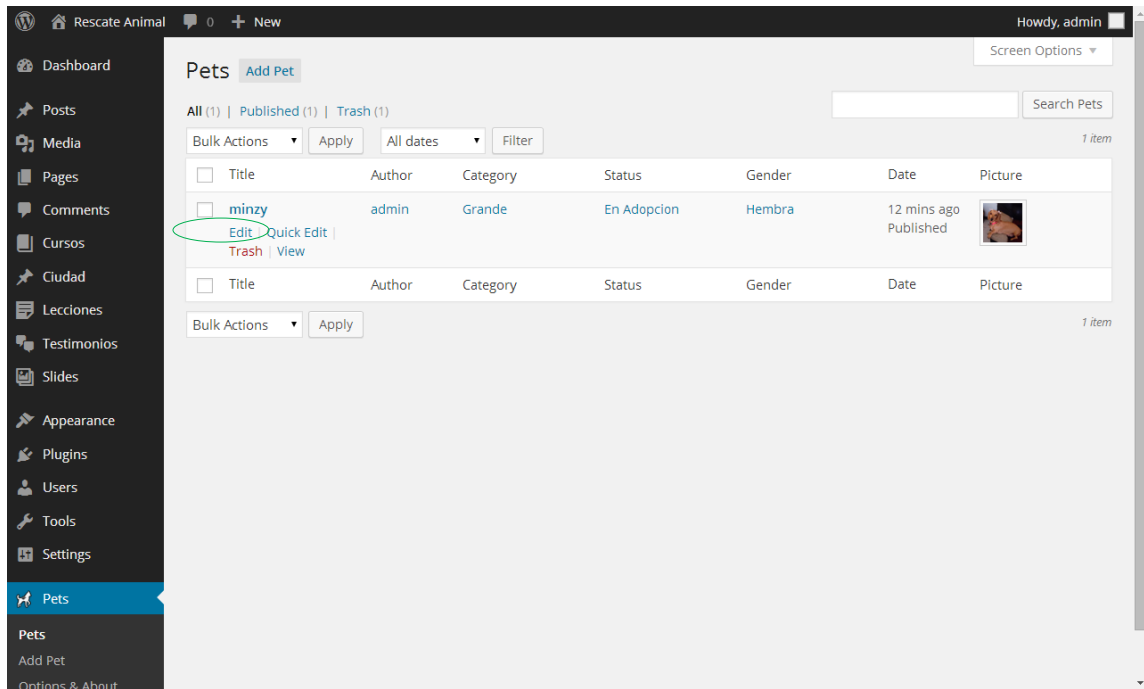 Rescate Animal 0 + New Howdy, admin
Screen Options ▼
Dashboard
Posts
Media
Pages
Comments
Cursos
Ciudad
Lecciones
Testimonios
Slides
Appearance
Plugins
Users
Tools
Settings
Pets
Pets
Add Pet
Options & About
Pets Add Pet
All (1) | Published (1) | Trash (1)
Search Pets
Bulk Actions ▼ Apply All dates ▼ Filter 1 item
Title Author Category Status Gender Date Picture
minzy admin Grande En Adopcion Hembra 12 mins ago
Published
Edit | Quick Edit |
Trash | View
Title Author Category Status Gender Date Picture
Bulk Actions ▼ Apply 1 item